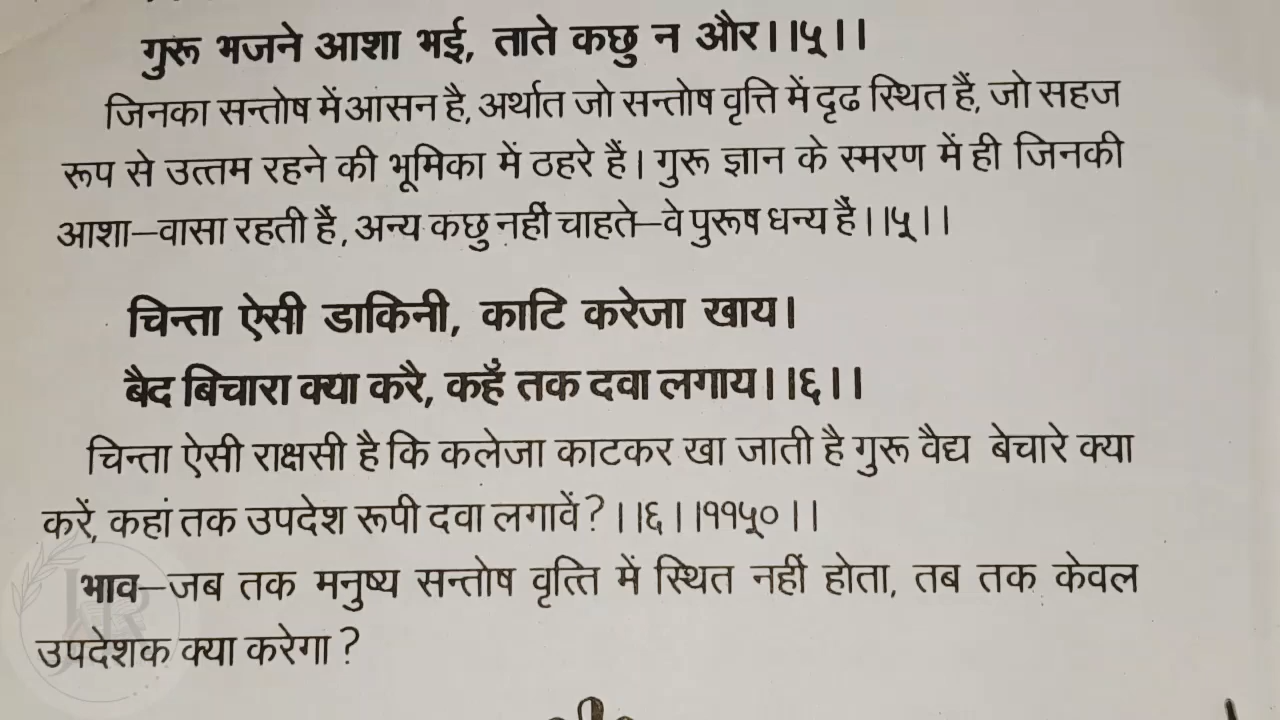 गुरू भजने आशा भई, ताते कछु न और।।५।।
जिनका सन्तोष में आसन है, अर्थात जो सन्तोष वृत्ति में दृढ स्थित हैं, जो सहज
रूप से उत्तम रहने की भूमिका में ठहरे हैं। गुरू ज्ञान के स्मरण में ही जिनकी
आशा–वासा रहती हैं, अन्य कछु नहीं चाहते–वे पुरूष धन्य हैं।।५।।
चिन्ता ऐसी डाकिनी, काटि करेजा खाय।
बैद बिचारा क्या करै, कहँ तक दवा लगाय।।६।।
चिन्ता ऐसी राक्षसी है कि कलेजा काटकर खा जाती है गुरू वैद्य बेचारे क्या
करें, कहां तक उपदेश रूपी दवा लगावें?।।६।।११५०।।
भाव–जब तक मनुष्य सन्तोष वृत्ति में स्थित नहीं होता, तब तक केवल
उपदेशक क्या करेगा?